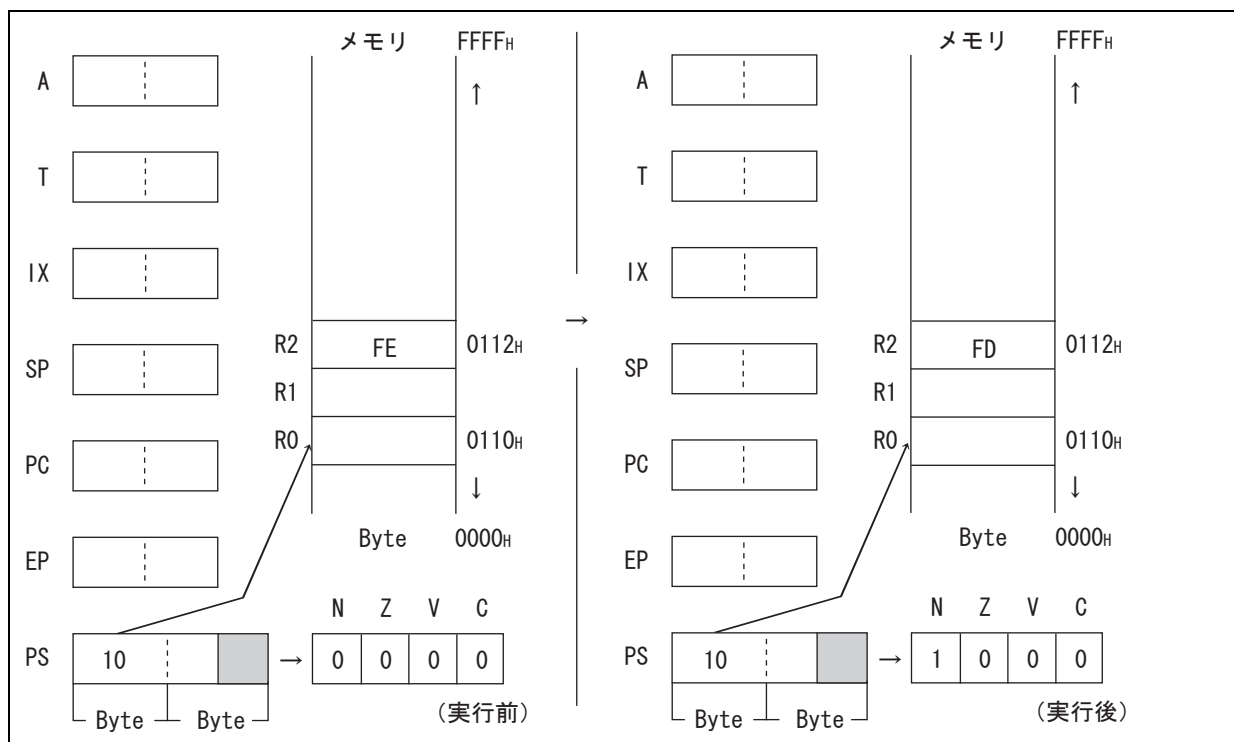 メモリ FFFFH
A
↑
T
IX
R2 FE 0112H
SP
R1
R0 0110H
PC
↓
Byte 0000H
EP
N Z V C
PS 10 → 0 0 0 0
Byte Byte (実行前)
→
メモリ FFFFH
A
↑
T
IX
R2 FD 0112H
SP
R1
R0 0110H
PC
↓
Byte 0000H
EP
N Z V C
PS 10 → 1 0 0 0
Byte Byte (実行後)